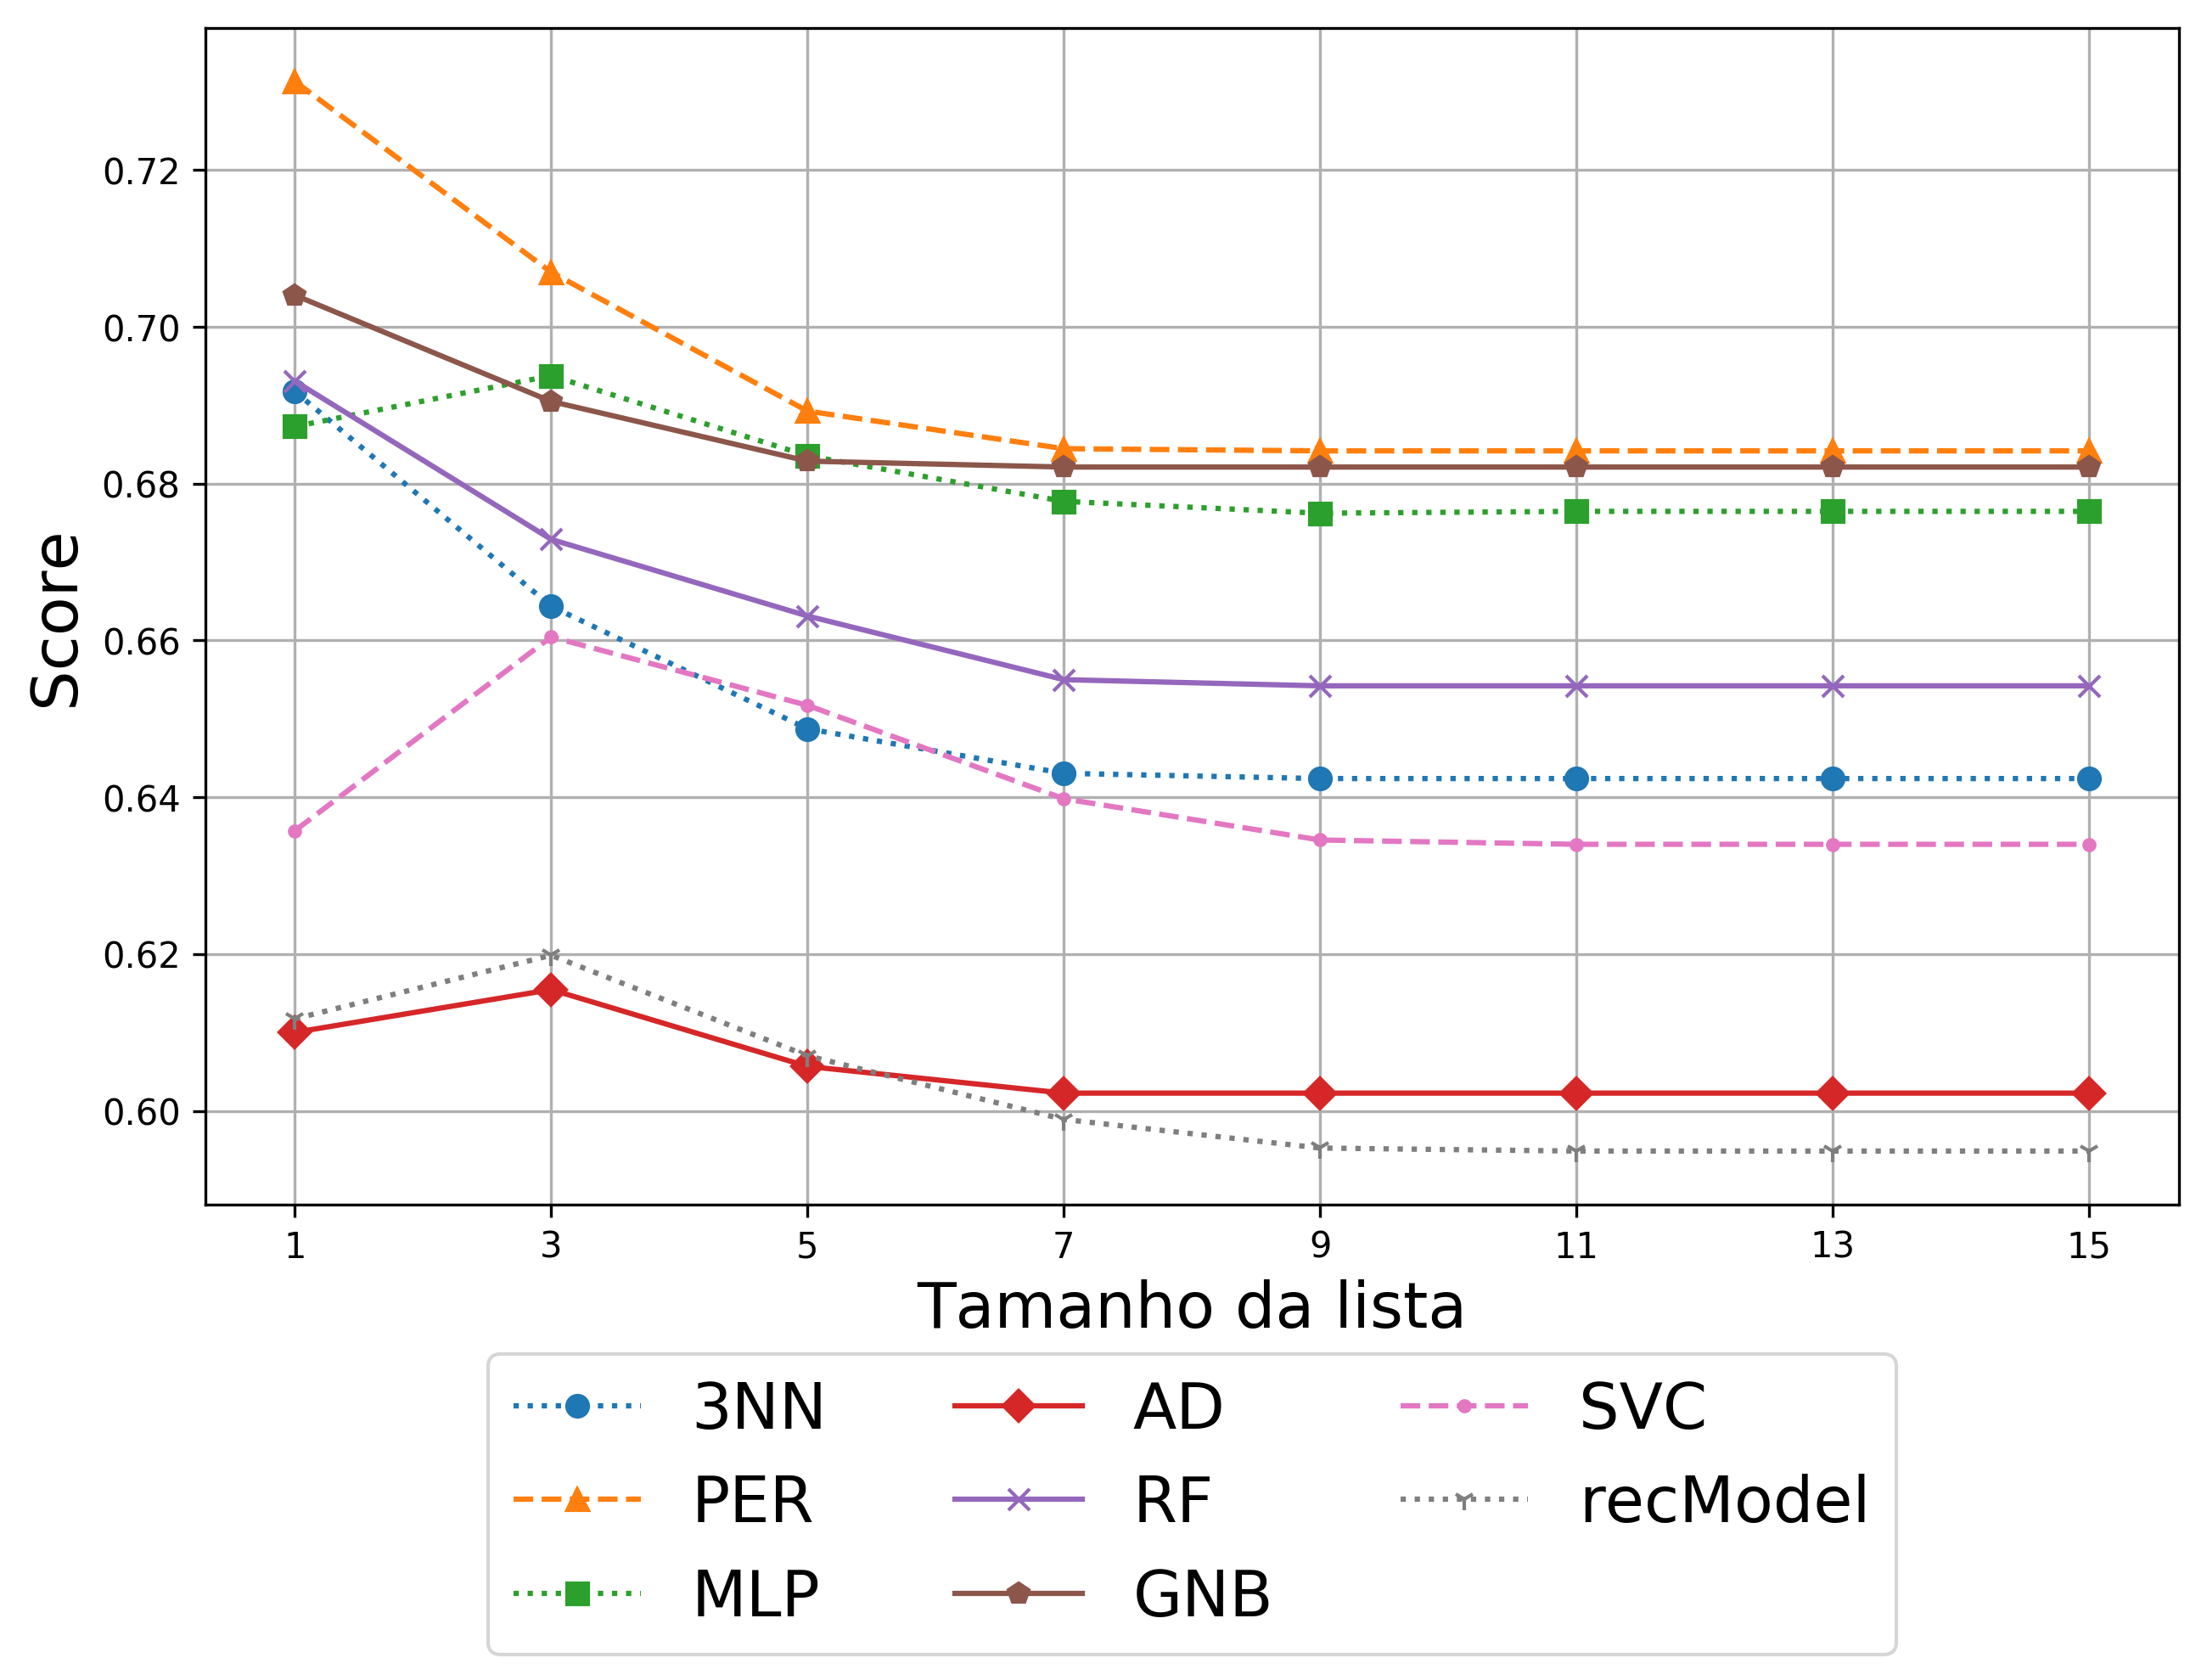 0.72
0.70
0.68
0.66
0.64
0.62
0.60
Score
1 3 5 7 9 11 13 15
Tamanho da lista
3NN AD SVC
PER RF recModel
MLP GNB